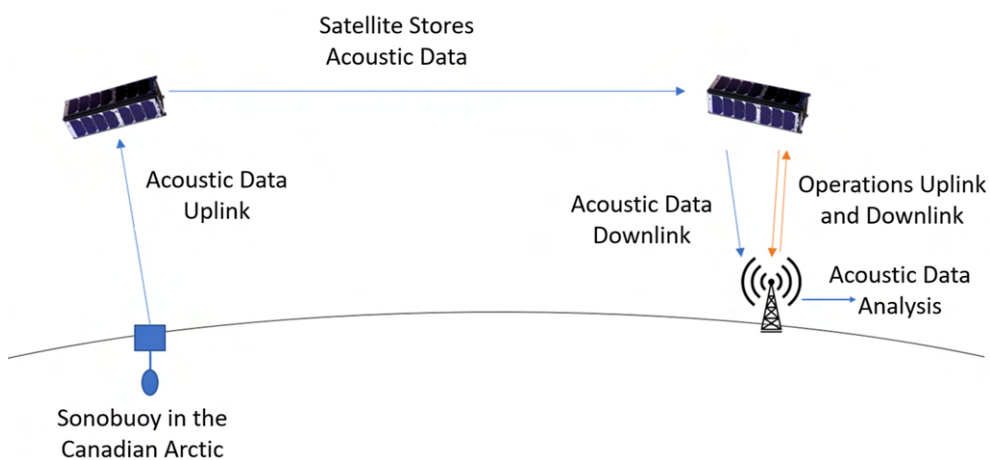 Satellite Stores
Acoustic Data
Acoustic Data
Uplink
Acoustic Data
Downlink
Operations Uplink
and Downlink
Acoustic Data
Analysis
Sonobuoy in the
Canadian Arctic